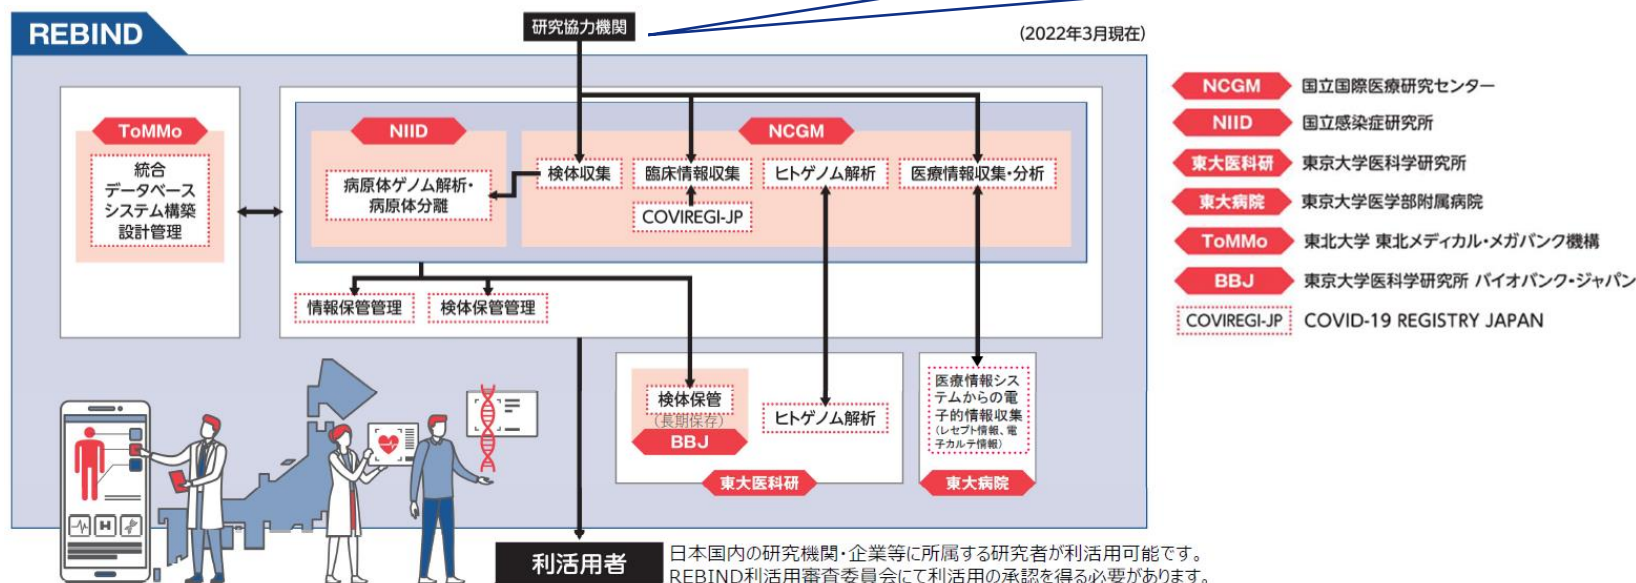 REBIND
研究協力機関
(2022年3月現在)
ToMMo
統合
データベース
システム構築
設計管理
NIID
病原体ゲノム解析・
病原体分離
NCGM
検体収集
臨床情報収集
ヒトゲノム解析
医療情報収集・分析
COVIREGI-JP
情報保管管理
検体保管管理
検体保管
(長期保存)
BBJ
ヒトゲノム解析
東大医科研
医療情報シス
テムからの電
子的情報収集
(レセプト情報、電
子カルテ情報)
東大病院
利活用者
日本国内の研究機関・企業等に所属する研究者が利活用可能です。
REBIND利活用審査委員会にて利活用の承認を得る必要があります。
NCGM 国立国際医療研究センター
NIID 国立感染症研究所
東大医科研 東京大学医科学研究所
東大病院 東京大学医学部附属病院
ToMMo 東北大学 東北メディカル・メガバンク機構
BBJ 東京大学医科学研究所 バイオバンク・ジャパン
COVIREGI-JP COVID-19 REGISTRY JAPAN